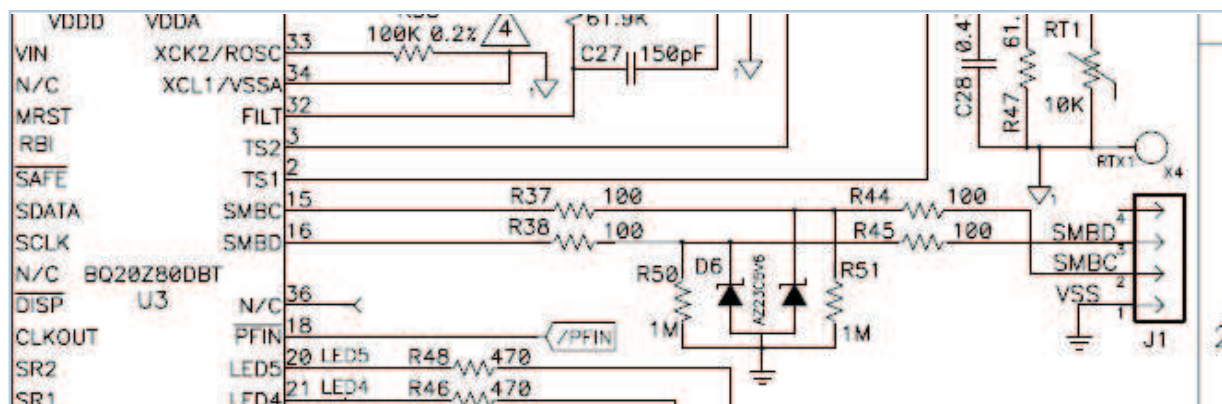 VDDD VDDA
VIN XCK2/ROSC 33 100K 0.2% 4 61.9K
C27 150pF
N/C XCL1/VSSA 34
MRST FILT 32
RBI TS2 3
SAFE TS1 2
C28 R47 61. RT1 10K
RTX1 X4
SDATA SMBC 15 R37 100 R44 100
SCLK SMBD 16 R38 100 R45 100 SMBD 4
3
N/C BQ20Z80DBT R50 D6 AZ23C5V6 R51 SMBC
2
DISP U3 N/C 36 VSS
1M 1M 1
CLKOUT PFIN 18 /PFIN J1
SR2 LED5 20 LED5 R48 470
SR1 LED4 21 LED4 R46 470
2